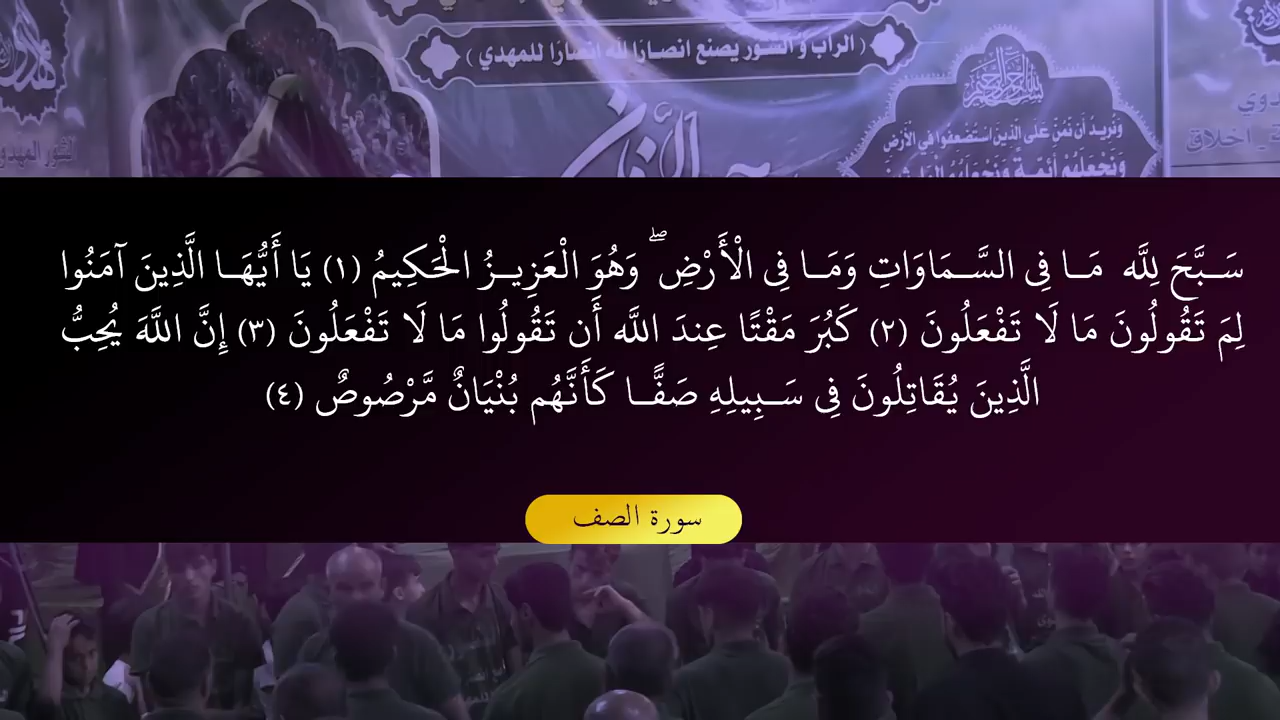 ( الراب والسور يصنع انصارا لله انصارا للمهدي )
وَنُرِيدُ أَن نَّمُنَّ عَلَى الَّذِينَ اسْتُضْعِفُوا فِي الْأَرْضِ
وَنَجْعَلَهُمْ أَئِمَّةً وَنَجْعَلَهُمُ
اخلاق
سَبَّحَ لِلَّه مَا فِى السَّمَاوَاتِ وَمَا فِى الْأَرْضِ ۖ وَهُوَ الْعَزِيزُ الْحَكِيمُ (١) يَا أَيُّهَا الَّذِينَ آمَنُوا
لِمَ تَقُولُونَ مَا لَا تَفْعَلُونَ (٢) كَبُرَ مَقْتًا عِندَ اللَّه أَن تَقُولُوا مَا لَا تَفْعَلُونَ (٣) إِنَّ اللَّهَ يُحِبُّ
الَّذِينَ يُقَاتِلُونَ فِى سَبِيلِهِ صَفًّا كَأَنَّهُم بُنْيَانٌ مَّرْصُوصٌ (٤)
سورة الصف